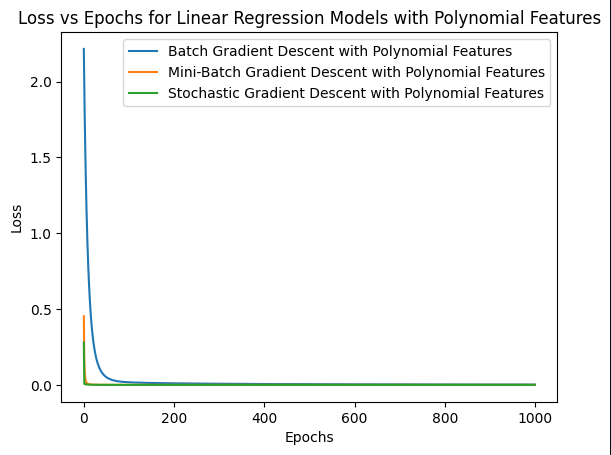 Loss vs Epochs for Linear Regression Models with Polynomial Features
Batch Gradient Descent with Polynomial Features
Mini-Batch Gradient Descent with Polynomial Features
Stochastic Gradient Descent with Polynomial Features
2.0
1.5
1.0
0.5
0.0
Loss
0 200 400 600 800 1000
Epochs